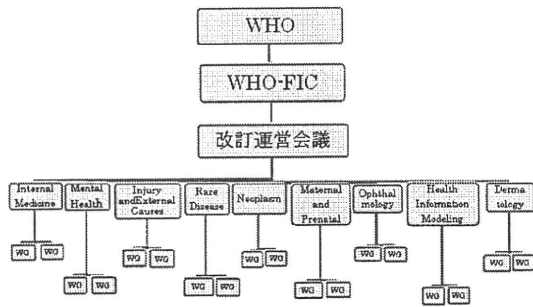 WHO
WHO-FIC
改訂運営会議
Internal
Medicine
Mental
Health
Injury
andExternal
Caures
Rare
Disease
Neoplasm
Maternal
and
Prenatal
Ophthal
mology
Health
Information
Modeling
Derma
tology
WG WG
WG WG
WG WG
WG WG
WG WG
WG WG
WG WG
WG WG
WG WG